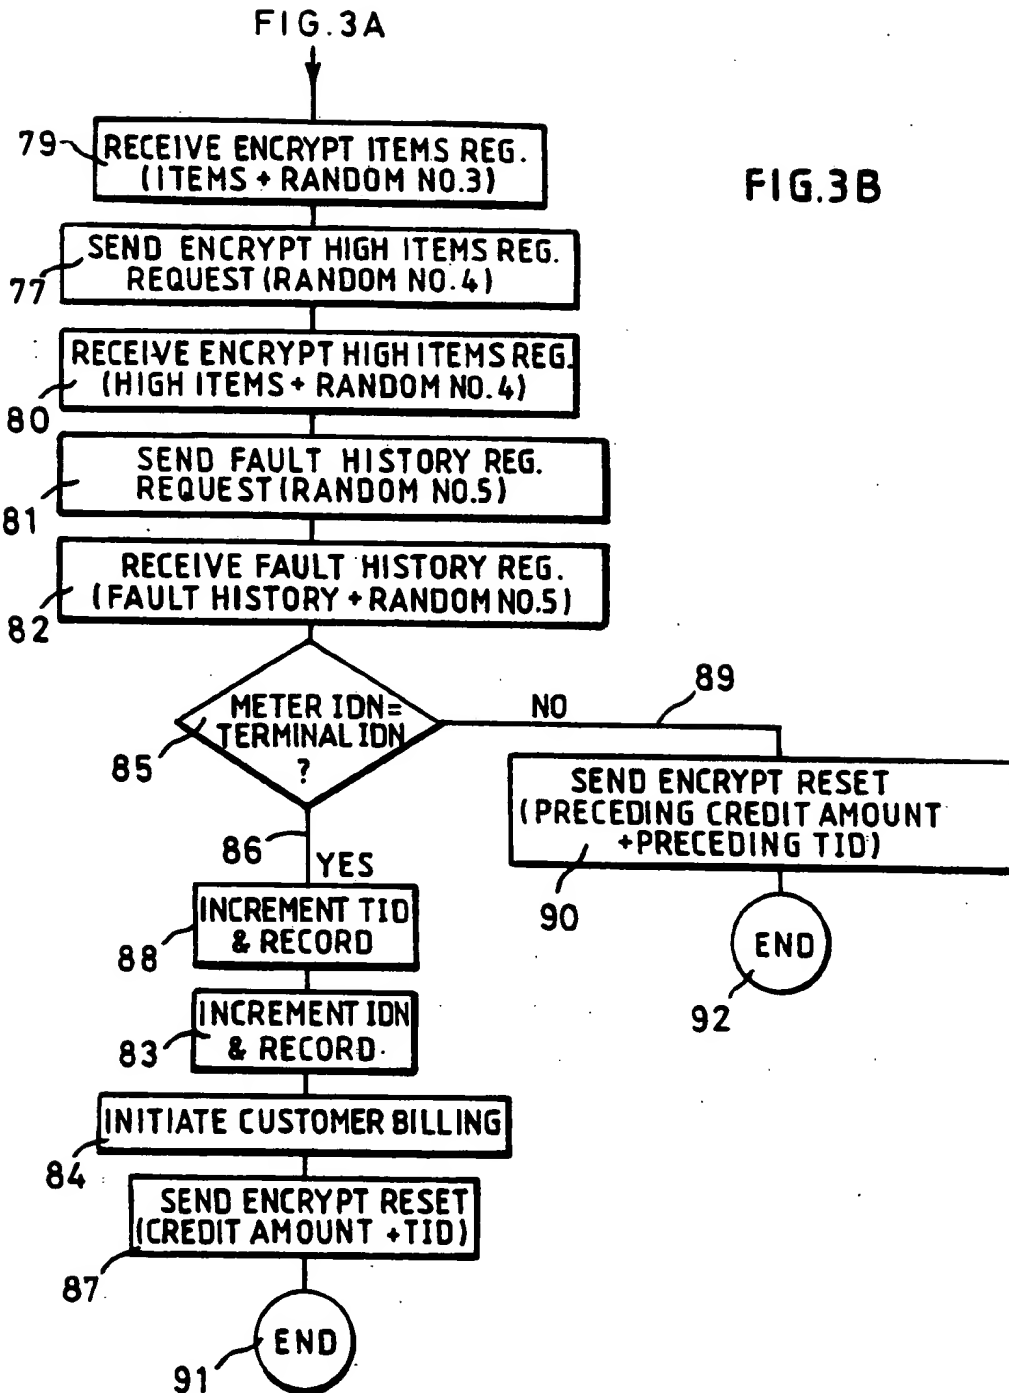 FIG.3A
FIG.3B
79
RECEIVE ENCRYPT ITEMS REG.
(ITEMS + RANDOM NO.3)
77
SEND ENCRYPT HIGH ITEMS REG.
REQUEST (RANDOM NO. 4)
80
RECEIVE ENCRYPT HIGH ITEMS REG.
(HIGH ITEMS + RANDOM NO. 4)
81
SEND FAULT HISTORY REG.
REQUEST (RANDOM NO.5)
82
RECEIVE FAULT HISTORY REG.
(FAULT HISTORY + RANDOM NO.5)
85
METER IDN=
TERMINAL IDN
?
NO
89
SEND ENCRYPT RESET
(PRECEDING CREDIT AMOUNT
+PRECEDING TID)
90
END
92
86
YES
INCREMENT TID
& RECORD
88
INCREMENT IDN
& RECORD
83
INITIATE CUSTOMER BILLING
84
SEND ENCRYPT RESET
(CREDIT AMOUNT +TID)
87
END
91